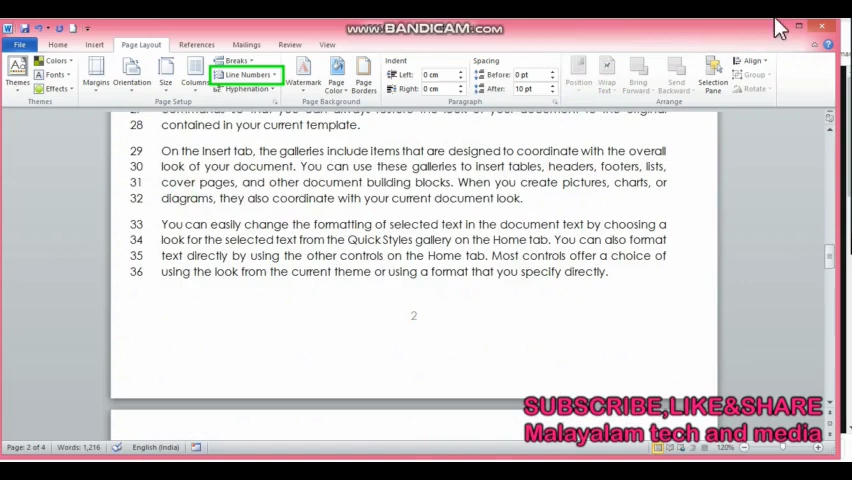 WWW.BANDICAM.COM
File Home Insert Page Layout References Mailings Review View
Themes
Colors
Fonts
Effects
Themes
Margins Orientation Size Columns
Breaks
Line Numbers
Hyphenation
Page Setup
Watermark Page Color Page Borders
Page Background
Indent
Left: 0 cm
Right: 0 cm
Spacing
Before: 0 pt
After: 10 pt
Paragraph
Position Wrap Text Bring Forward Send Backward Selection Pane
Align
Group
Rotate
Arrange
28 contained in your current template.
29 On the Insert tab, the galleries include items that are designed to coordinate with the overall
30 look of your document. You can use these galleries to insert tables, headers, footers, lists,
31 cover pages, and other document building blocks. When you create pictures, charts, or
32 diagrams, they also coordinate with your current document look.
33 You can easily change the formatting of selected text in the document text by choosing a
34 look for the selected text from the Quick Styles gallery on the Home tab. You can also format
35 text directly by using the other controls on the Home tab. Most controls offer a choice of
36 using the look from the current theme or using a format that you specify directly.
2
SUBSCRIBE,LIKE&SHARE
Malayalam tech and media
Page: 2 of 4 Words: 1,216 English (India) 120%